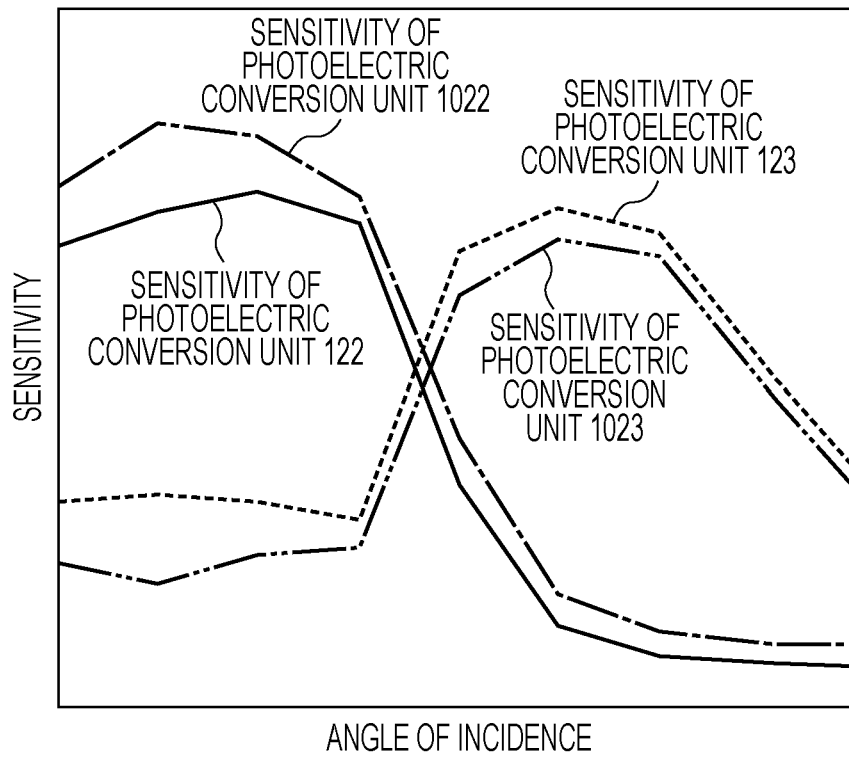 SENSITIVITY OF
PHOTOELECTRIC
CONVERSION UNIT 1022
SENSITIVITY OF
PHOTOELECTRIC
CONVERSION UNIT 123
SENSITIVITY OF
PHOTOELECTRIC
CONVERSION UNIT 122
SENSITIVITY OF
PHOTOELECTRIC
CONVERSION
UNIT 1023
SENSITIVITY
ANGLE OF INCIDENCE